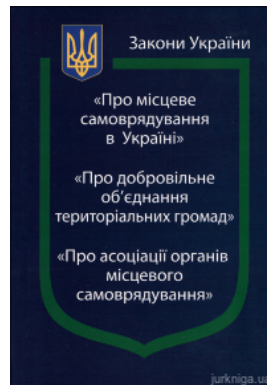 Закони України
«Про місцеве
самоврядування
в Україні»
«Про добровільне
об’єднання
територіальних громад»
«Про асоціації органів
місцевого
самоврядування»
jurkniga.ua